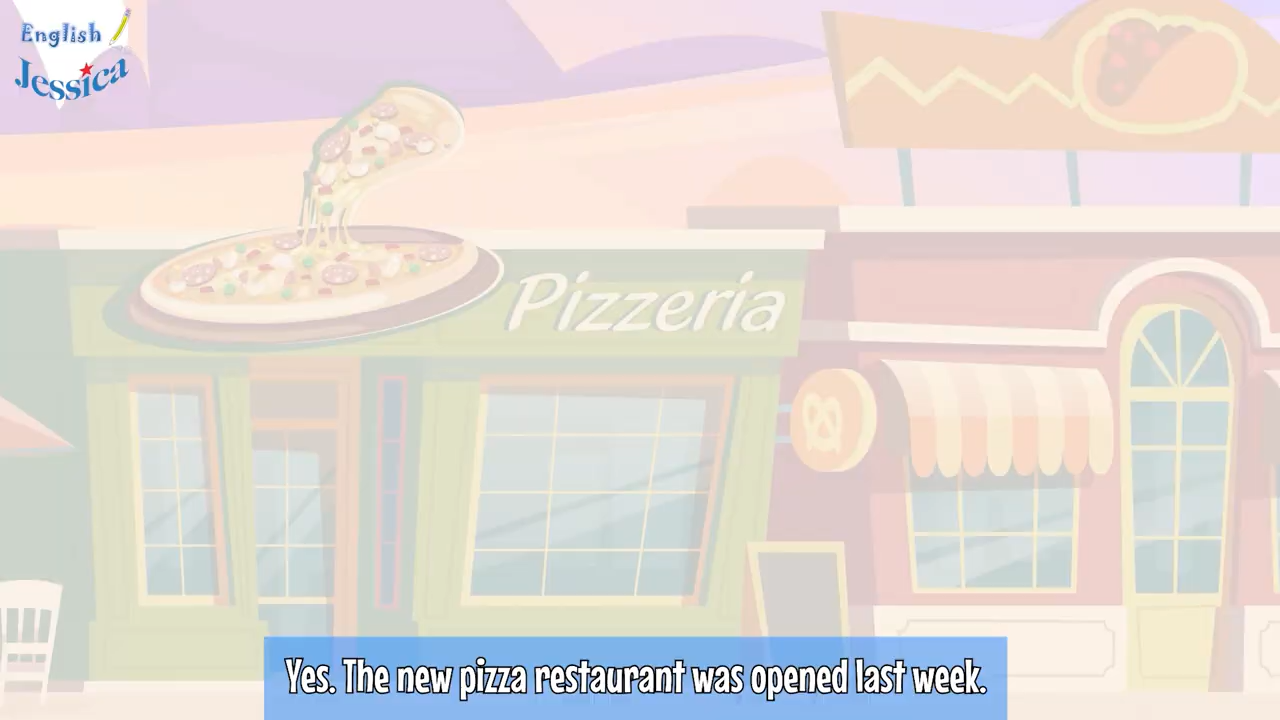 English
Jessica
Pizzeria
Yes. The new pizza restaurant was opened last week.